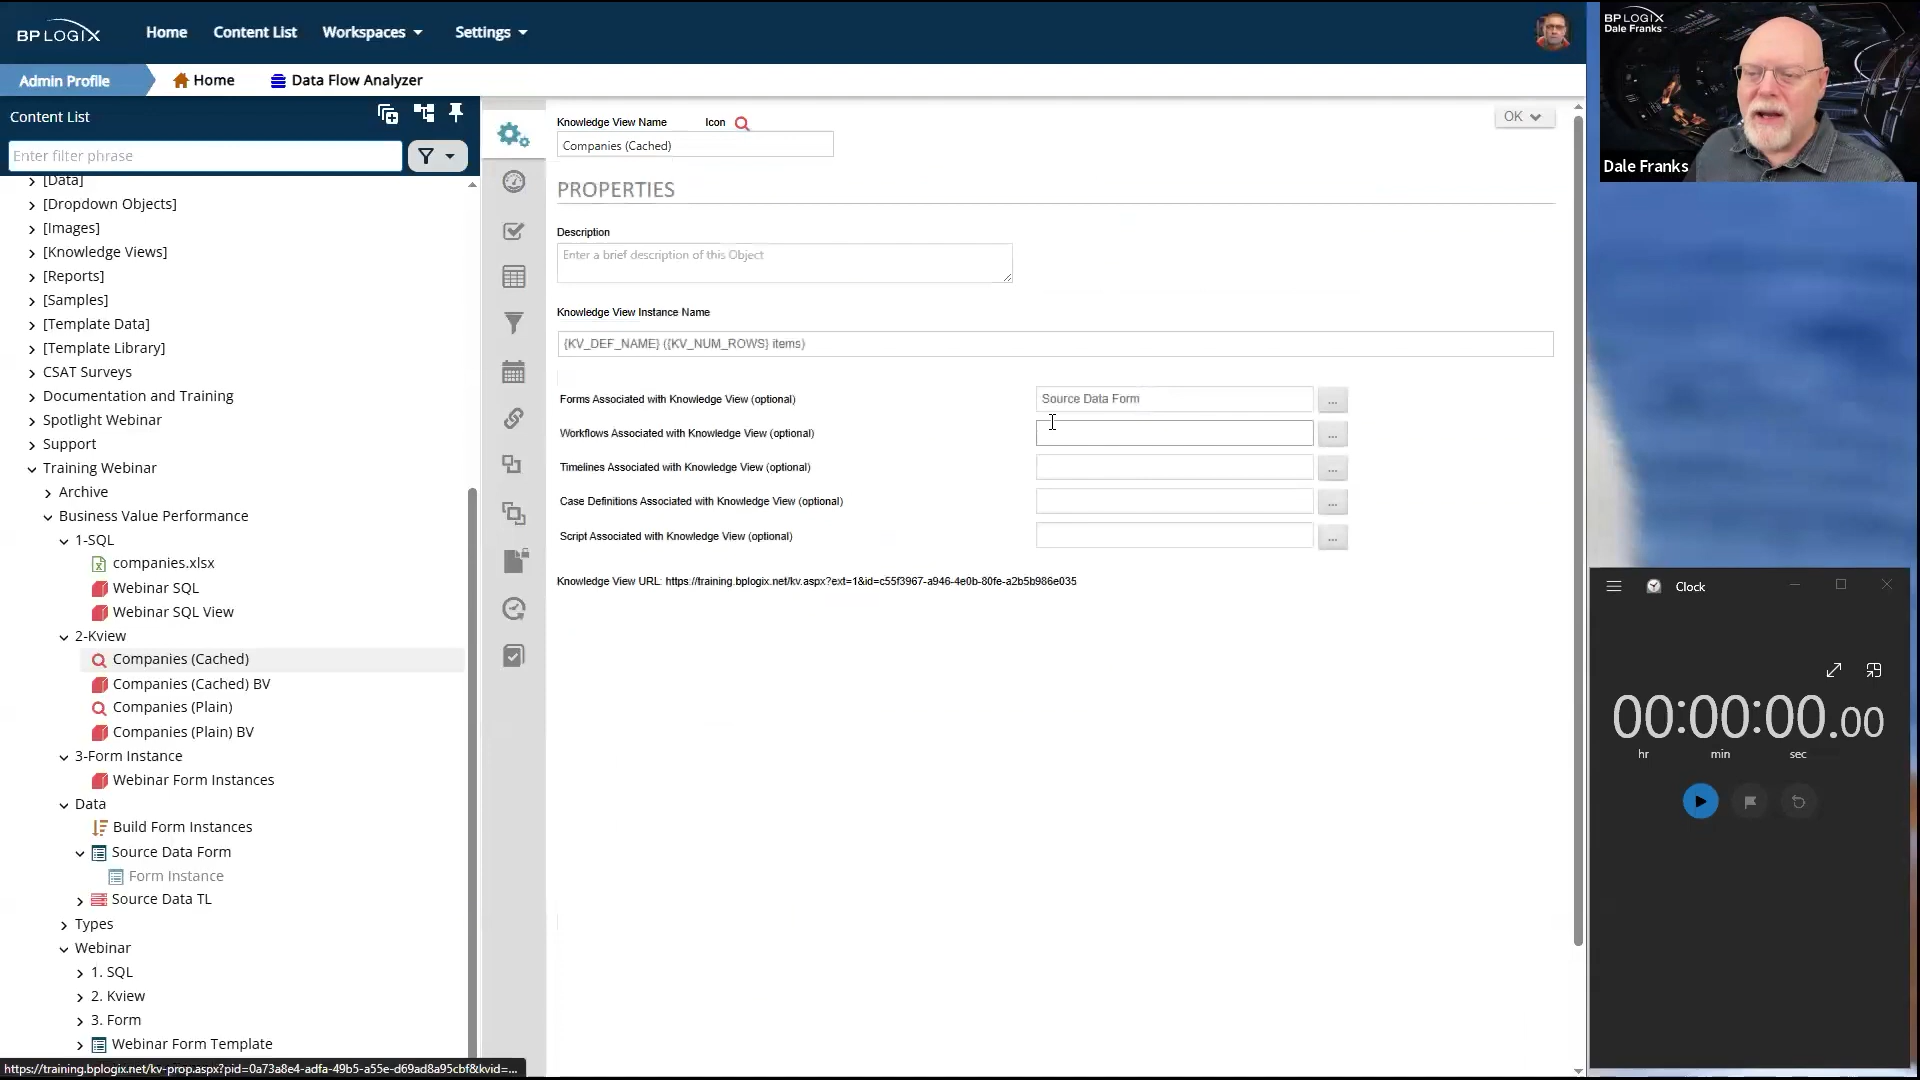 BP LOGIX
Home
Content List
Workspaces
Settings
Admin Profile
Home
Data Flow Analyzer
Content List
Enter filter phrase
[Data]
[Dropdown Objects]
[Images]
[Knowledge Views]
[Reports]
[Samples]
[Template Data]
[Template Library]
CSAT Surveys
Documentation and Training
Spotlight Webinar
Support
Training Webinar
Archive
Business Value Performance
1-SQL
companies.xlsx
Webinar SQL
Webinar SQL View
2-Kview
Companies (Cached)
Companies (Cached) BV
Companies (Plain)
Companies (Plain) BV
3-Form Instance
Webinar Form Instances
Data
Build Form Instances
Source Data Form
Form Instance
Source Data TL
Types
Webinar
1. SQL
2. Kview
3. Form
Webinar Form Template
https://training.bplogix.net/kv-prop.aspx?pid=0a73a8e4-adfa-49b5-a55e-d69ad8a95cbf&kvid=...
Knowledge View Name
Icon
OK
Companies (Cached)
PROPERTIES
Description
Enter a brief description of this Object
Knowledge View Instance Name
{KV_DEF_NAME} ({KV_NUM_ROWS} items)
Forms Associated with Knowledge View (optional)
Source Data Form
...
Workflows Associated with Knowledge View (optional)
...
Timelines Associated with Knowledge View (optional)
...
Case Definitions Associated with Knowledge View (optional)
...
Script Associated with Knowledge View (optional)
...
Knowledge View URL: https://training.bplogix.net/kv.aspx?ext=1&id=c55f3967-a946-4e0b-80fe-a2b5b986e035
BP LOGIX
Dale Franks
Dale Franks
Clock
00:00:00.00
hr
min
sec